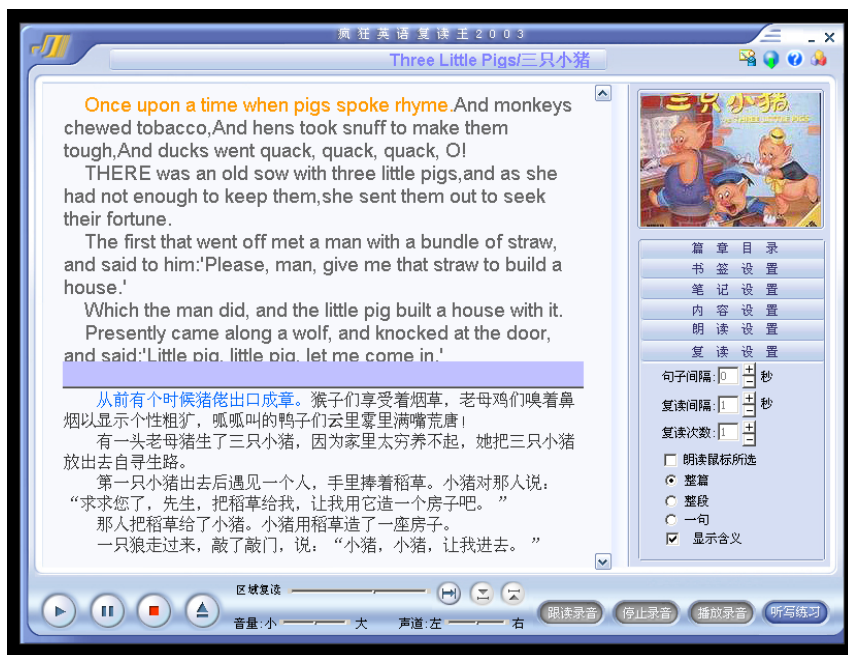 疯狂英语复读王2003
Three Little Pigs/三只小猪
Once upon a time when pigs spoke rhyme.And monkeys
chewed tobacco,And hens took snuff to make them
tough,And ducks went quack, quack, quack, O!
THERE was an old sow with three little pigs,and as she
had not enough to keep them,she sent them out to seek
their fortune.
The first that went off met a man with a bundle of straw,
and said to him:'Please, man, give me that straw to build a
house.'
Which the man did, and the little pig built a house with it.
Presently came along a wolf, and knocked at the door,
and said:'Little pig, little pig, let me come in.'
从前有个时候猪佬出口成章。猴子们享受着烟草，老母鸡们嗅着鼻
烟以显示个性粗犷，呱呱叫的鸭子们云里雾里满嘴荒唐！
有一头老母猪生了三只小猪，因为家里太穷养不起，她把三只小猪
放出去自寻生路。
第一只小猪出去后遇见一个人，手里捧着稻草。小猪对那人说：
“求求您了，先生，把稻草给我，让我用它造一个房子吧。”
那人把稻草给了小猪。小猪用稻草造了一座房子。
一只狼走过来，敲了敲门，说：“小猪，小猪，让我进去。”
三只小猪
THE THREE LITTLE PIGS
篇章目录
书签设置
笔记设置
内容设置
朗读设置
复读设置
句子间隔:0 秒
复读间隔:1 秒
复读次数:1
朗读鼠标所选
整篇
整段
一句
显示含义
区域复读
音量:小 大 声道:左 右
跟读录音 停止录音 播放录音 听写练习